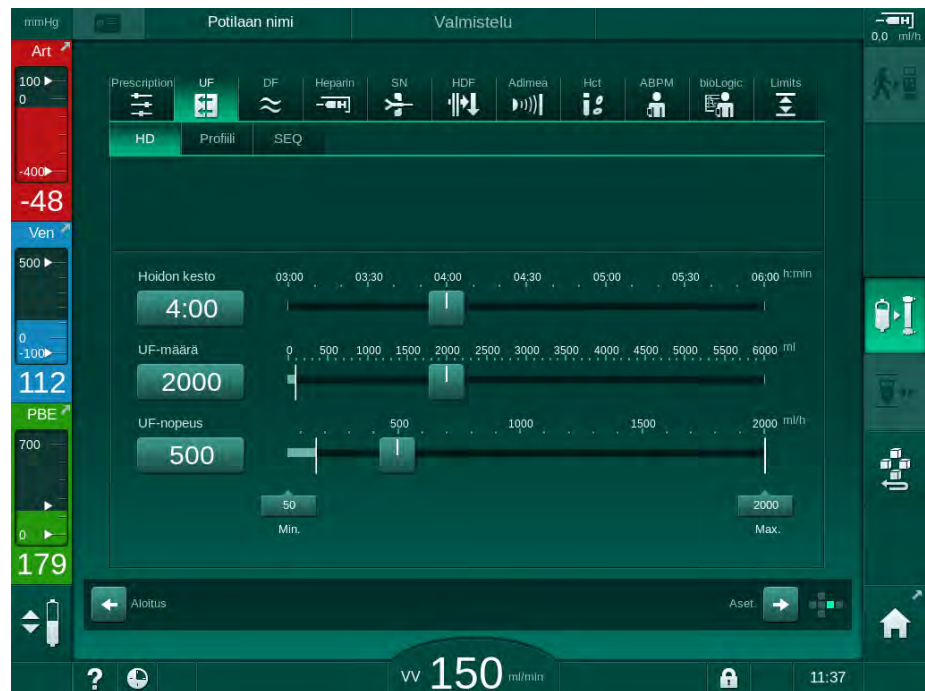 mmHg
Potilaan nimi
Valmistelu
0,0 ml/h
Art
100
0
-400
-48
Ven
500
0
-100
112
PBE
700
0
179
Prescription UF DF Heparin SN HDF Adimea Hct ABPM bioLogic Limits
H
HD Profiili SEQ
Hoidon kesto
4:00
03:00 03:30 04:00 04:30 05:00 05:30 06:00 h:min
UF-määrä
2000
0 500 1000 1500 2000 2500 3000 3500 4000 4500 5000 5500 6000 ml
UF-nopeus
500
500 1000 1500 2000 ml/h
50
Min.
2000
Max.
Aloitus
Aset.
?
VV 150 ml/min
11:37